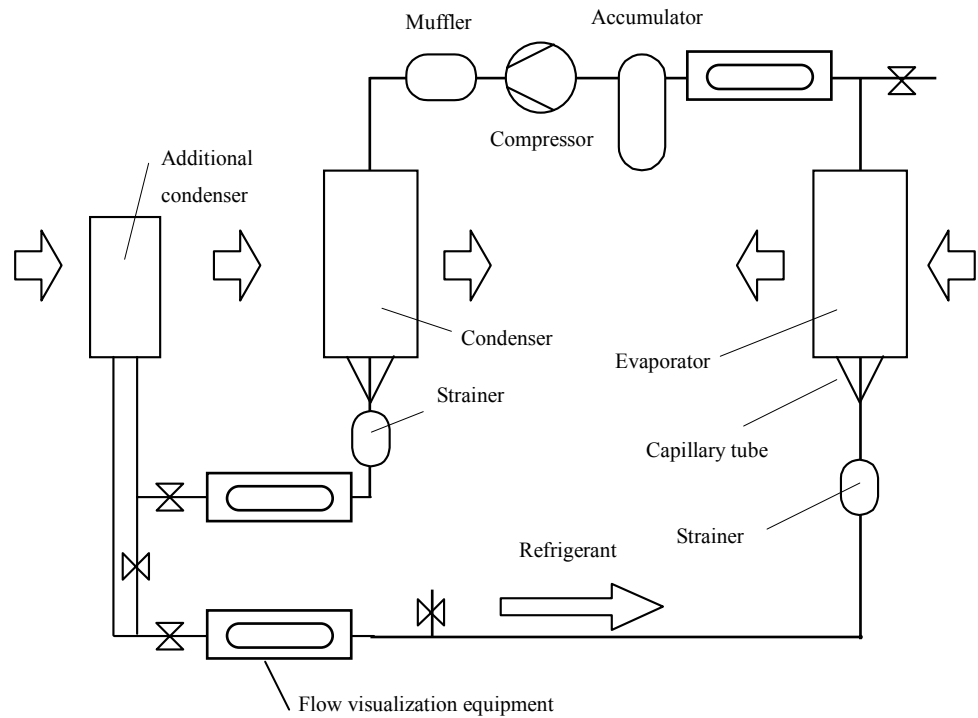 Muffler
Accumulator
Compressor
Additional
condenser
Condenser
Evaporator
Strainer
Capillary tube
Strainer
Refrigerant
Flow visualization equipment